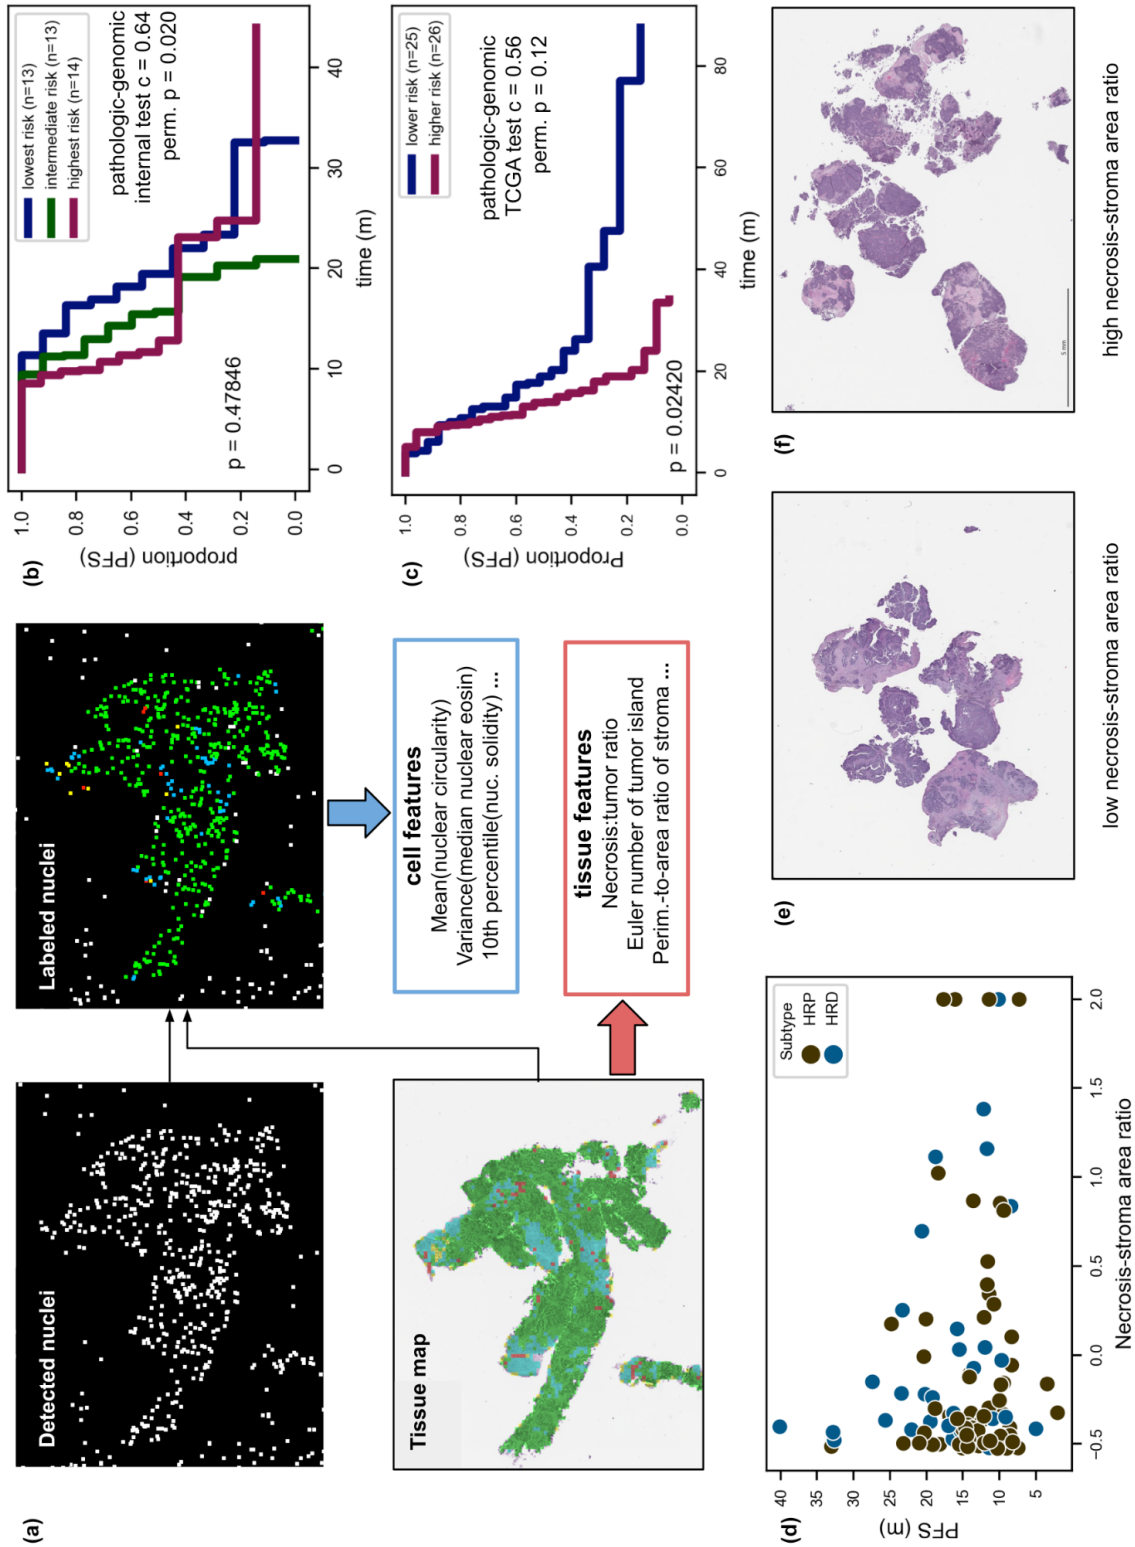 (a)
Detected nuclei
Labeled nuclei
Tissue map
cell features
Mean(nuclear circularity)
Variance(median nuclear eosin)
10th percentile(nuc. solidity) ...
tissue features
Necrosis:tumor ratio
Euler number of tumor island
Perim.-to-area ratio of stroma ...
(b)
proportion (PFS)
1.0
0.8
0.6
0.4
0.2
0.0
lowest risk (n=13)
intermediate risk (n=13)
highest risk (n=14)
pathologic-genomic
internal test c = 0.64
perm. p = 0.020
p = 0.47846
0
10
20
30
40
time (m)
(c)
Proportion (PFS)
1.0
0.8
0.6
0.4
0.2
0.0
lower risk (n=25)
higher risk (n=26)
pathologic-genomic
TCGA test c = 0.56
perm. p = 0.12
p = 0.02420
0
20
40
60
80
time (m)
(d)
PFS (m)
40
35
30
25
20
15
10
5
Subtype
HRP
HRD
−0.5
0.0
0.5
1.0
1.5
2.0
Necrosis-stroma area ratio
(e)
low necrosis-stroma area ratio
(f)
5 mm
high necrosis-stroma area ratio